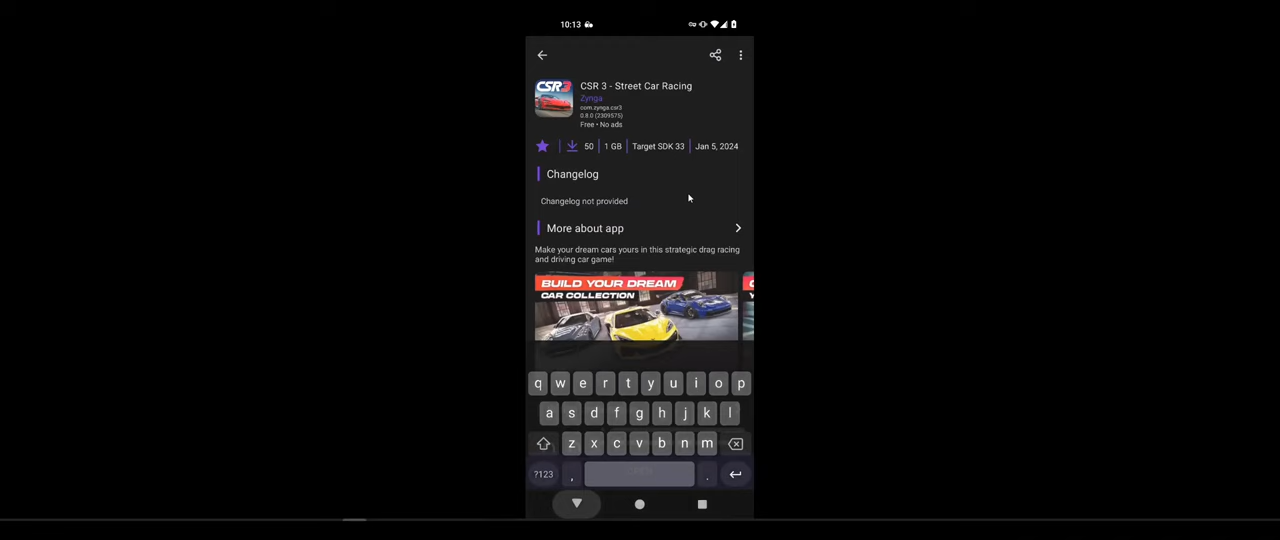 10:13
CSR3
CSR 3 - Street Car Racing
Zynga
com.zynga.csr3
0.8.0 (2309575)
Free • No ads
50 1 GB Target SDK 33 Jan 5, 2024
Changelog
Changelog not provided
More about app
Make your dream cars yours in this strategic drag racing
and driving car game!
BUILD YOUR DREAM
CAR COLLECTION
q w e r t y u i o p
a s d f g h j k l
z x c v b n m
?123 , .